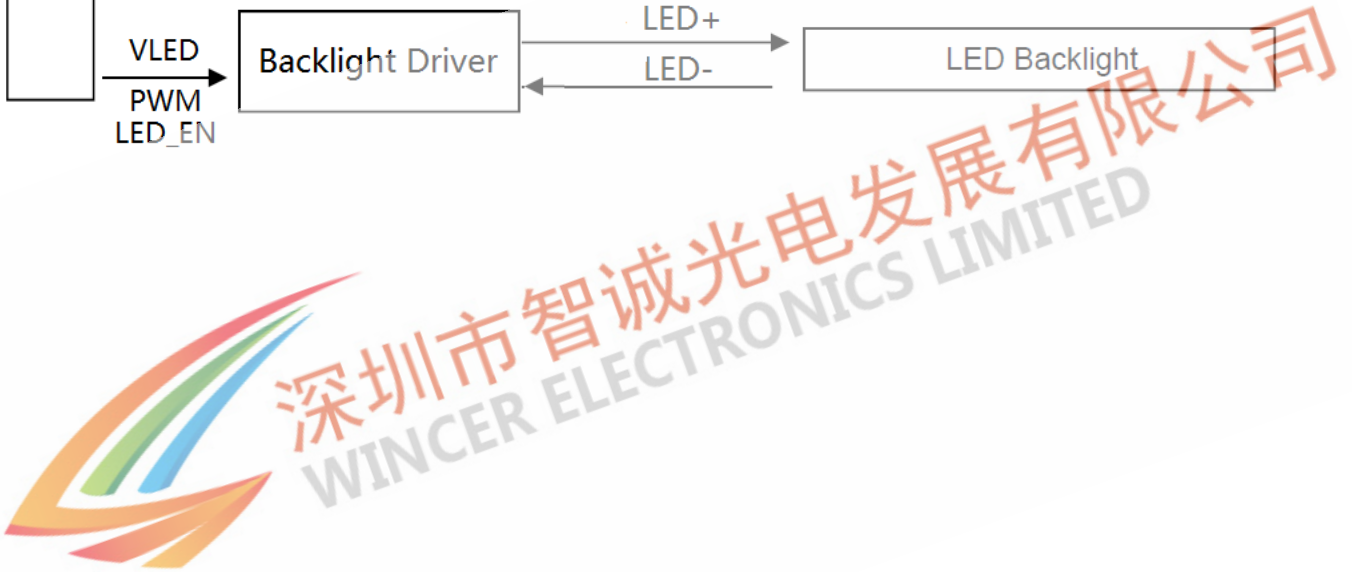 VLED
PWM
LED_EN
Backlight Driver
LED+
LED-
LED Backlight
深圳市智诚光电发展有限公司
WINCER ELECTRONICS LIMITED